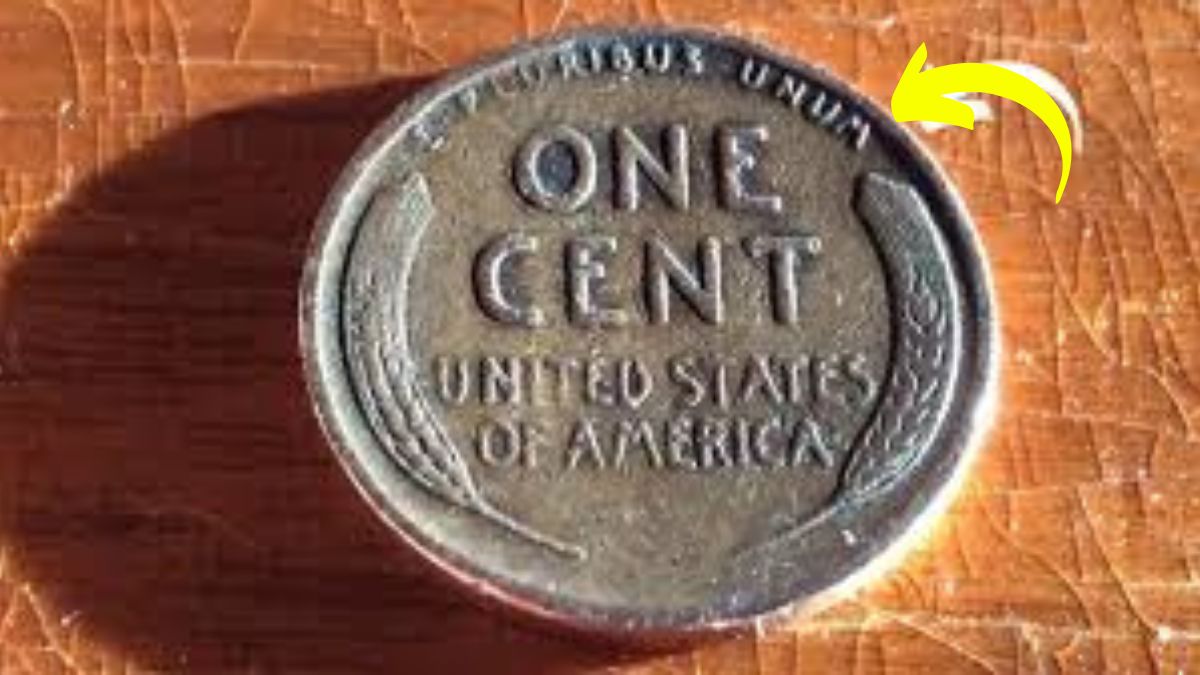 E PLURIBUS UNUM
ONE
CENT
UNITED STATES
OF AMERICA